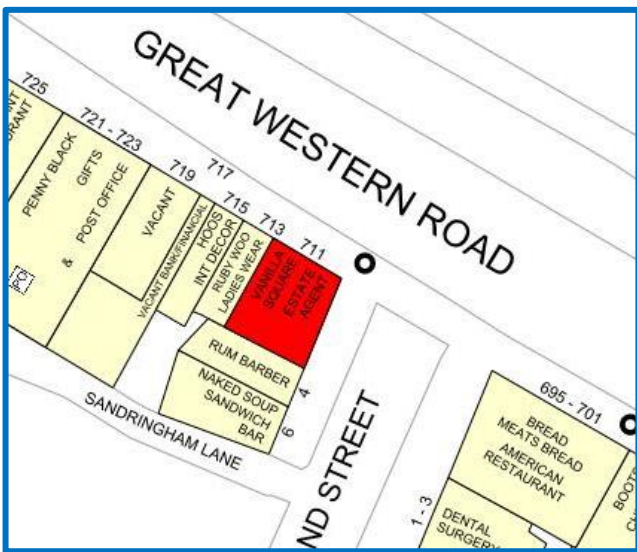 GREAT WESTERN ROAD
725
721 - 723
719
717
715
713
711
PENNY BLACK
GIFTS
& POST OFFICE
VACANT
VACANT BANK/FINANCIAL
HOOS
INT DECOR
RUBY WOO
LADIES WEAR
VANILLA
SQUARE
ESTATE
AGENT
RUM BARBER
4
NAKED SOUP
SANDWICH
BAR
6
SANDRINGHAM LANE
ND STREET
695 - 701
BREAD
MEATS BREAD
AMERICAN
RESTAURANT
BOOTS
1 - 3
DENTAL
SURGERY